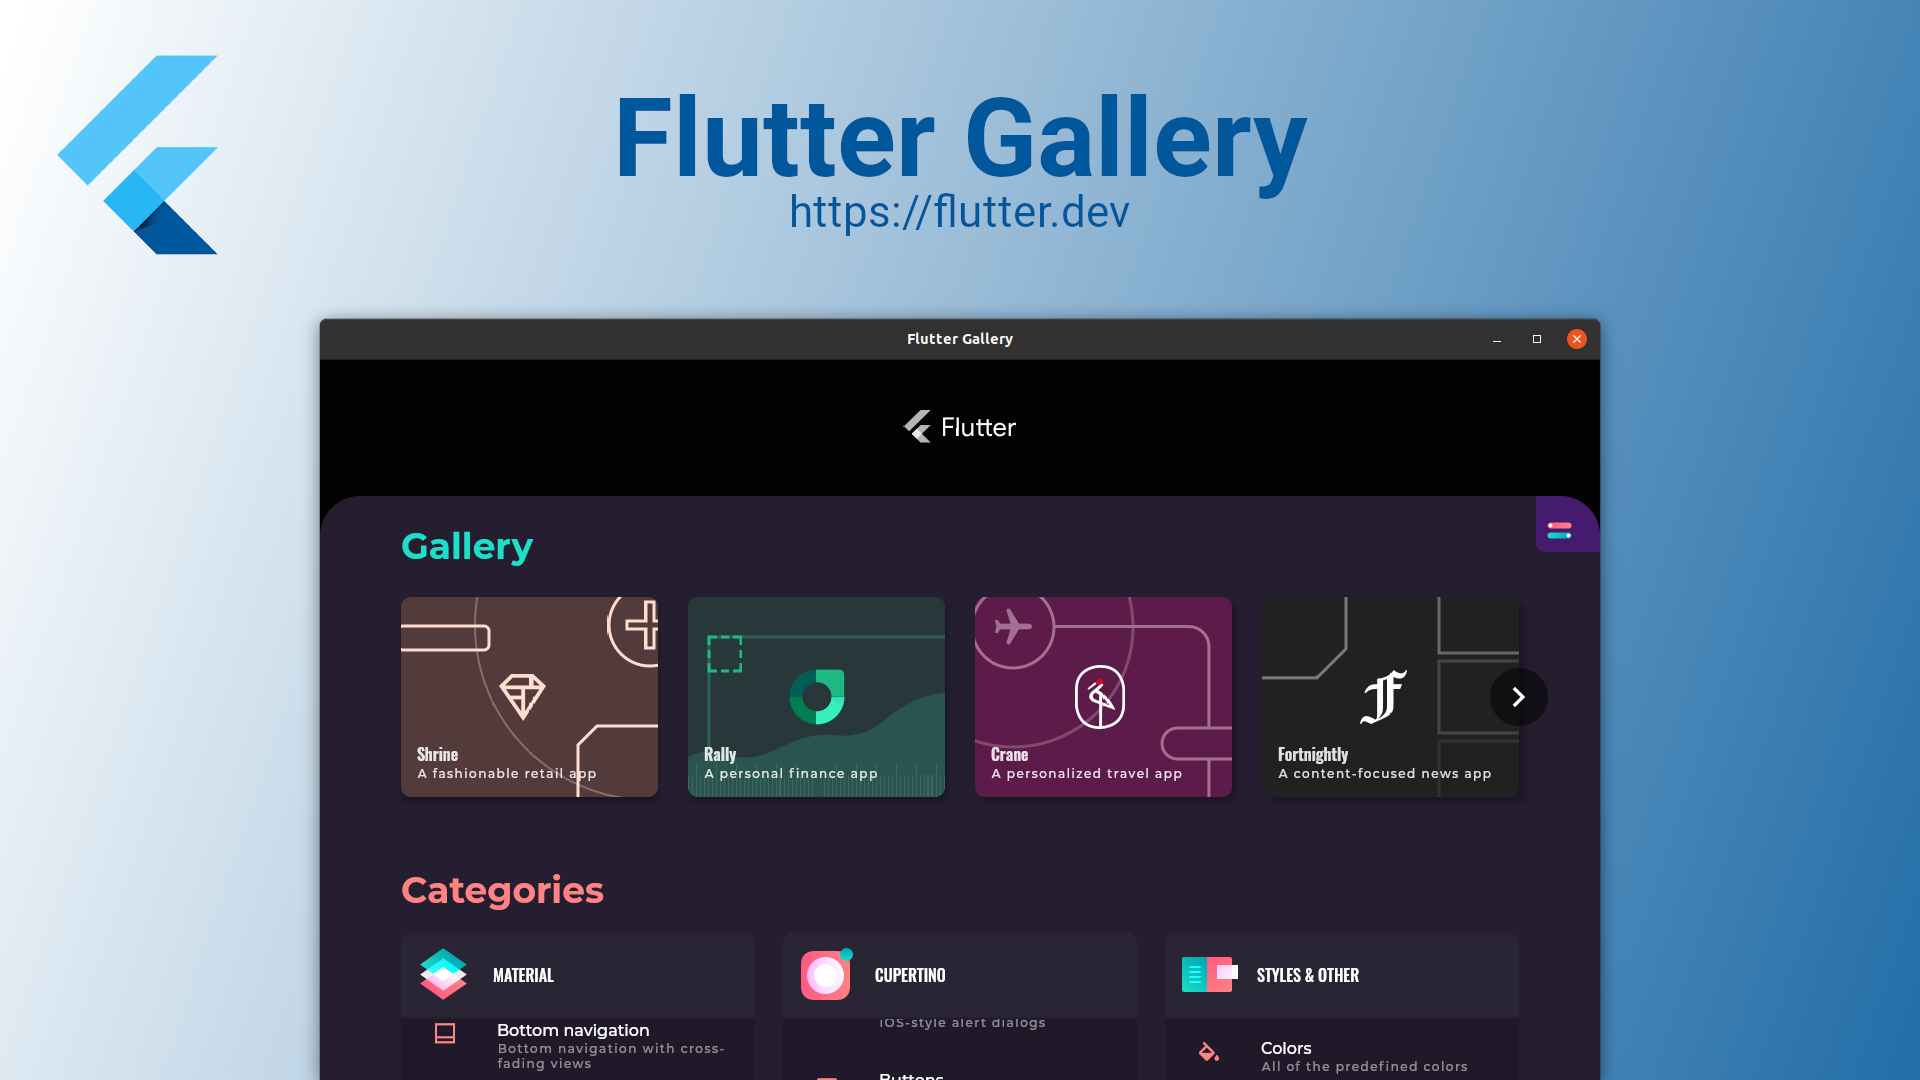 Flutter Gallery
https://flutter.dev
Flutter Gallery
Flutter
Gallery
Shrine
A fashionable retail app
Rally
A personal finance app
Crane
A personalized travel app
Fortnightly
A content-focused news app
Categories
MATERIAL
Bottom navigation
Bottom navigation with cross-
fading views
CUPERTINO
iOS-style alert dialogs
Buttons
STYLES & OTHER
Colors
All of the predefined colors